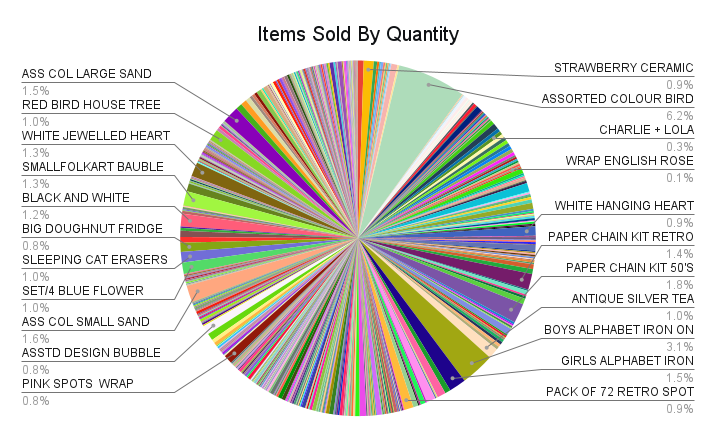 Items Sold By Quantity
ASS COL LARGE SAND
1.5%
RED BIRD HOUSE TREE
1.0%
WHITE JEWELLED HEART
1.3%
SMALLFOLKART BAUBLE
1.3%
BLACK AND WHITE
1.2%
BIG DOUGHNUT FRIDGE
0.8%
SLEEPING CAT ERASERS
1.0%
SET/4 BLUE FLOWER
1.0%
ASS COL SMALL SAND
1.6%
ASSTD DESIGN BUBBLE
0.8%
PINK SPOTS WRAP
0.8%
STRAWBERRY CERAMIC
0.9%
ASSORTED COLOUR BIRD
6.2%
CHARLIE + LOLA
0.3%
WRAP ENGLISH ROSE
0.1%
WHITE HANGING HEART
0.9%
PAPER CHAIN KIT RETRO
1.4%
PAPER CHAIN KIT 50'S
1.8%
ANTIQUE SILVER TEA
1.0%
BOYS ALPHABET IRON ON
3.1%
GIRLS ALPHABET IRON
1.5%
PACK OF 72 RETRO SPOT
0.9%